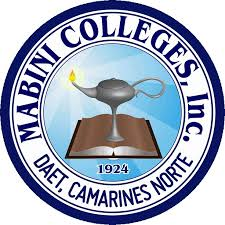 MABINI COLLEGES, Inc.
1924
DAET, CAMARINES NORTE